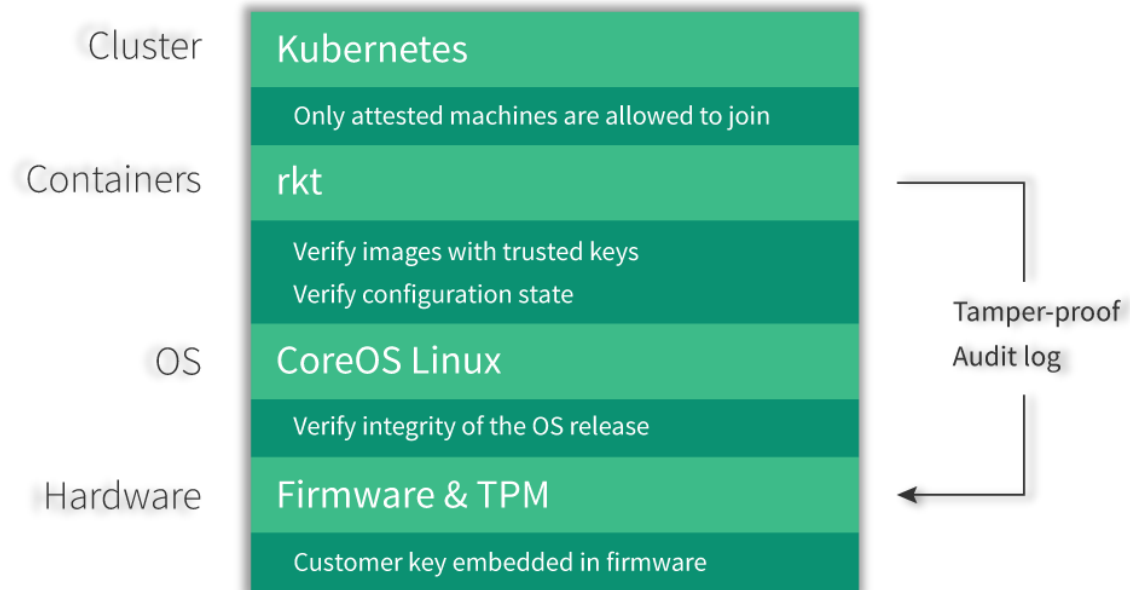 Cluster
Kubernetes
Only attested machines are allowed to join
Containers
rkt
Verify images with trusted keys
Verify configuration state
Tamper-proof
Audit log
OS
CoreOS Linux
Verify integrity of the OS release
Hardware
Firmware & TPM
Customer key embedded in firmware